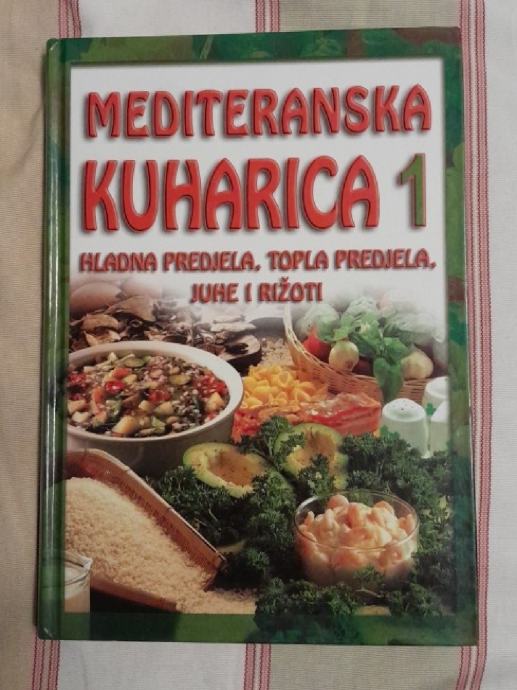 MEDITERANSKA
KUHARICA 1
HLADNA PREDJELA, TOPLA PREDJELA,
JUHE I RIŽOTI